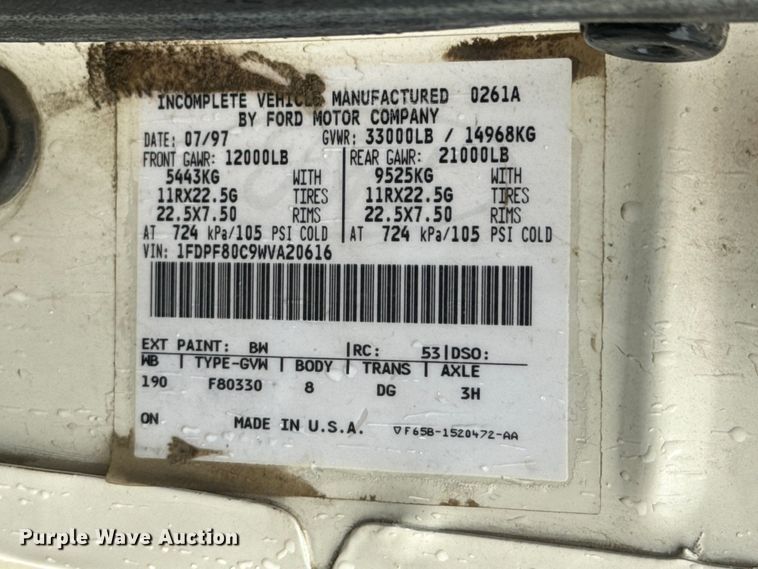 INCOMPLETE VEHICLE MANUFACTURED 0261A
BY FORD MOTOR COMPANY
DATE: 07/97 GVWR: 33000LB / 14968KG
FRONT GAWR: 12000LB REAR GAWR: 21000LB
5443KG WITH 9525KG WITH
11RX22.5G TIRES 11RX22.5G TIRES
22.5X7.50 RIMS 22.5X7.50 RIMS
AT 724 kPa/105 PSI COLD AT 724 kPa/105 PSI COLD
VIN: 1FDPF80C9WVA20616
EXT PAINT: BW RC: 53 DSO:
WB TYPE-GVW BODY TRANS AXLE
190 F80330 8 DG 3H
ON MADE IN U.S.A. ▽F65B-1520472-AA
Purple Wave Auction